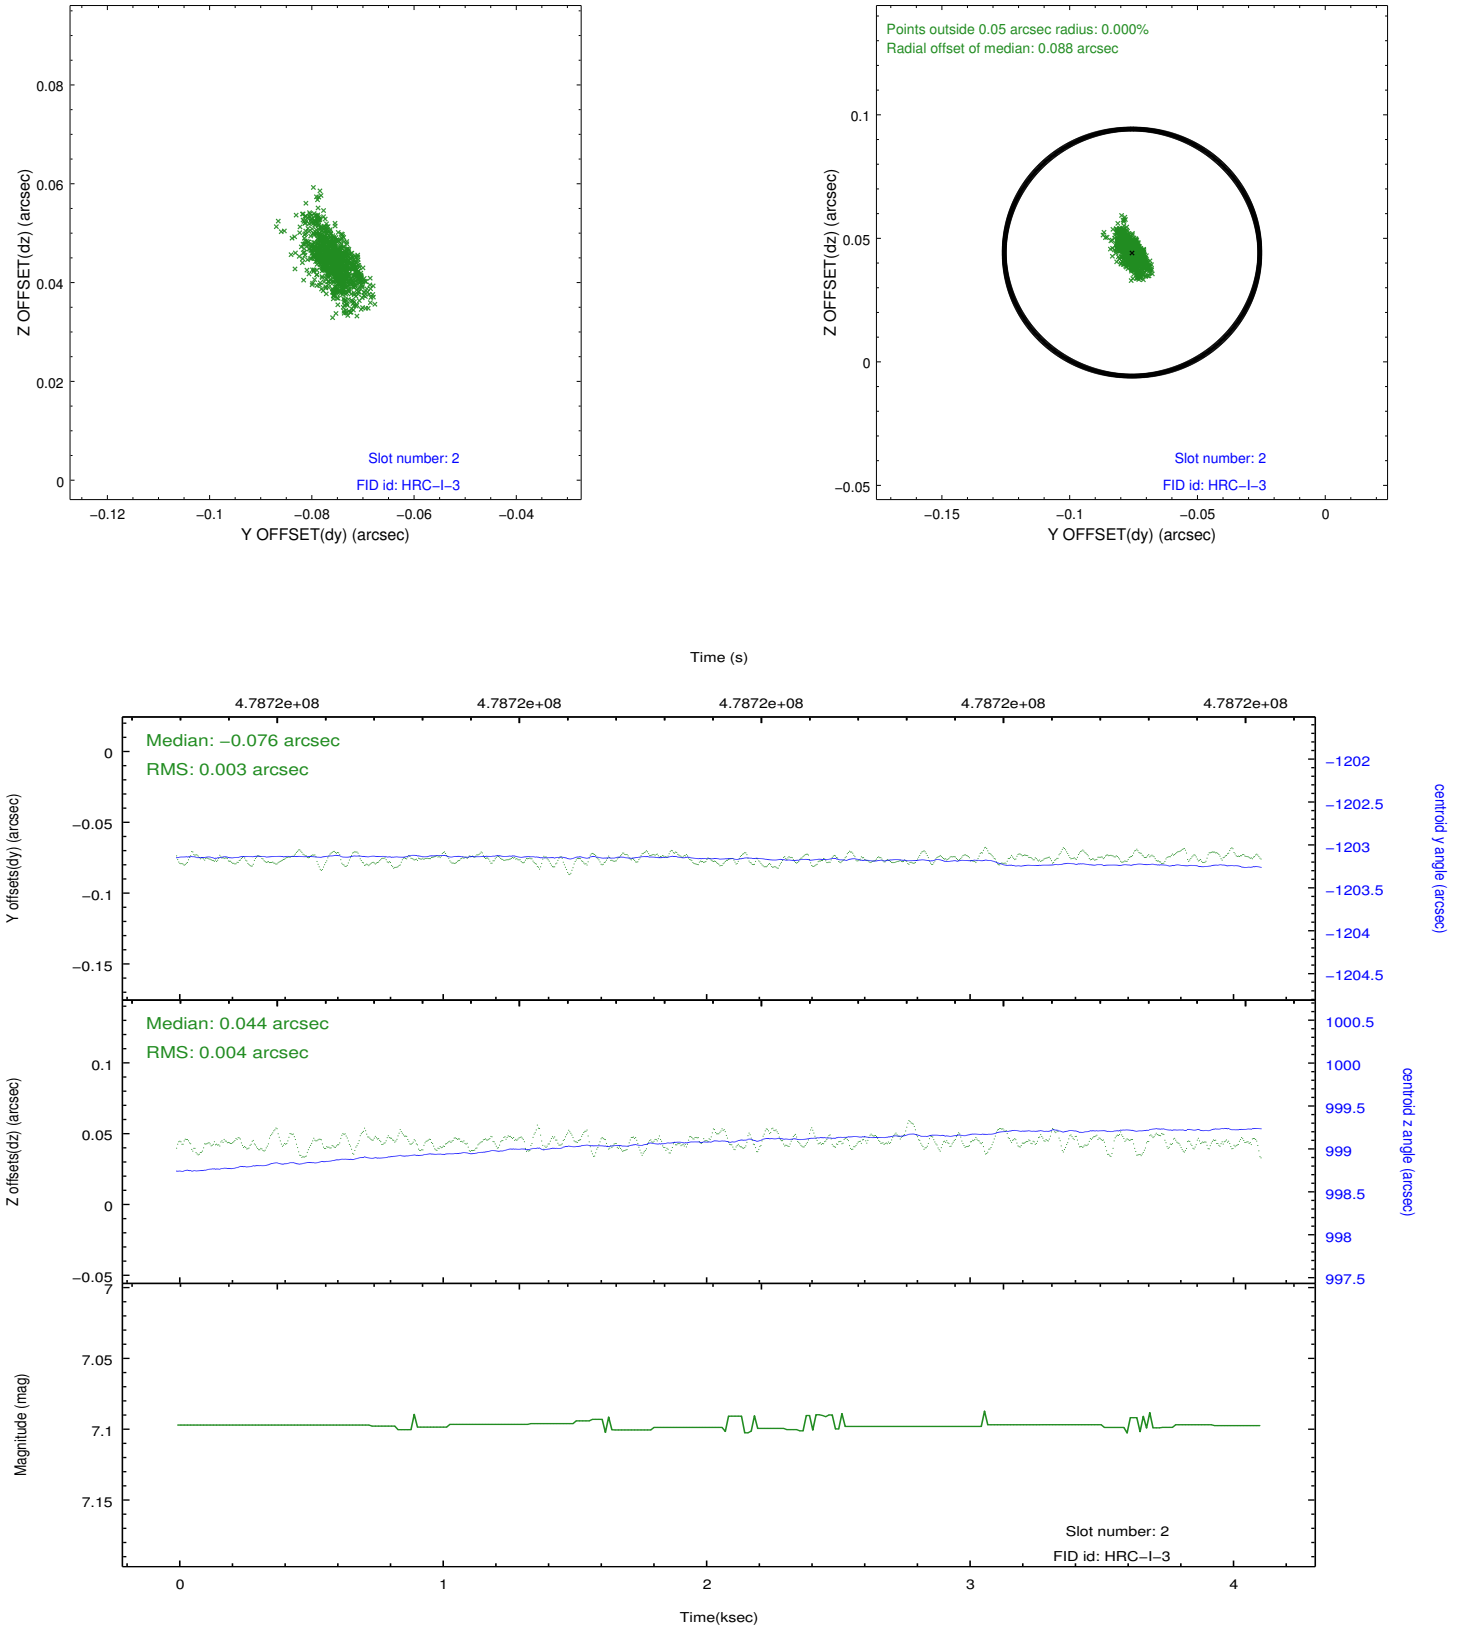 0.08
0.06
0.04
0.02
0
Z OFFSET(dz) (arcsec)
Slot number: 2
FID id: HRC−I−3
−0.12
−0.1
−0.08
−0.06
−0.04
Y OFFSET(dy) (arcsec)
Points outside 0.05 arcsec radius: 0.000%
Radial offset of median: 0.088 arcsec
0.1
0.05
0
−0.05
Z OFFSET(dz) (arcsec)
Slot number: 2
FID id: HRC−I−3
−0.15
−0.1
−0.05
0
Y OFFSET(dy) (arcsec)
Time (s)
4.7872e+08
4.7872e+08
4.7872e+08
4.7872e+08
4.7872e+08
Median: −0.076 arcsec
RMS: 0.003 arcsec
0
−0.05
−0.1
−0.15
Y offsets(dy) (arcsec)
−1202
−1202.5
−1203
−1203.5
−1204
−1204.5
centroid y angle (arcsec)
Median: 0.044 arcsec
RMS: 0.004 arcsec
0.1
0.05
0
−0.05
Z offsets(dz) (arcsec)
1000.5
1000
999.5
999
998.5
998
997.5
centroid z angle (arcsec)
7
7.05
7.1
7.15
Magnitude (mag)
Slot number: 2
FID id: HRC−I−3
0
1
2
3
4
Time(ksec)